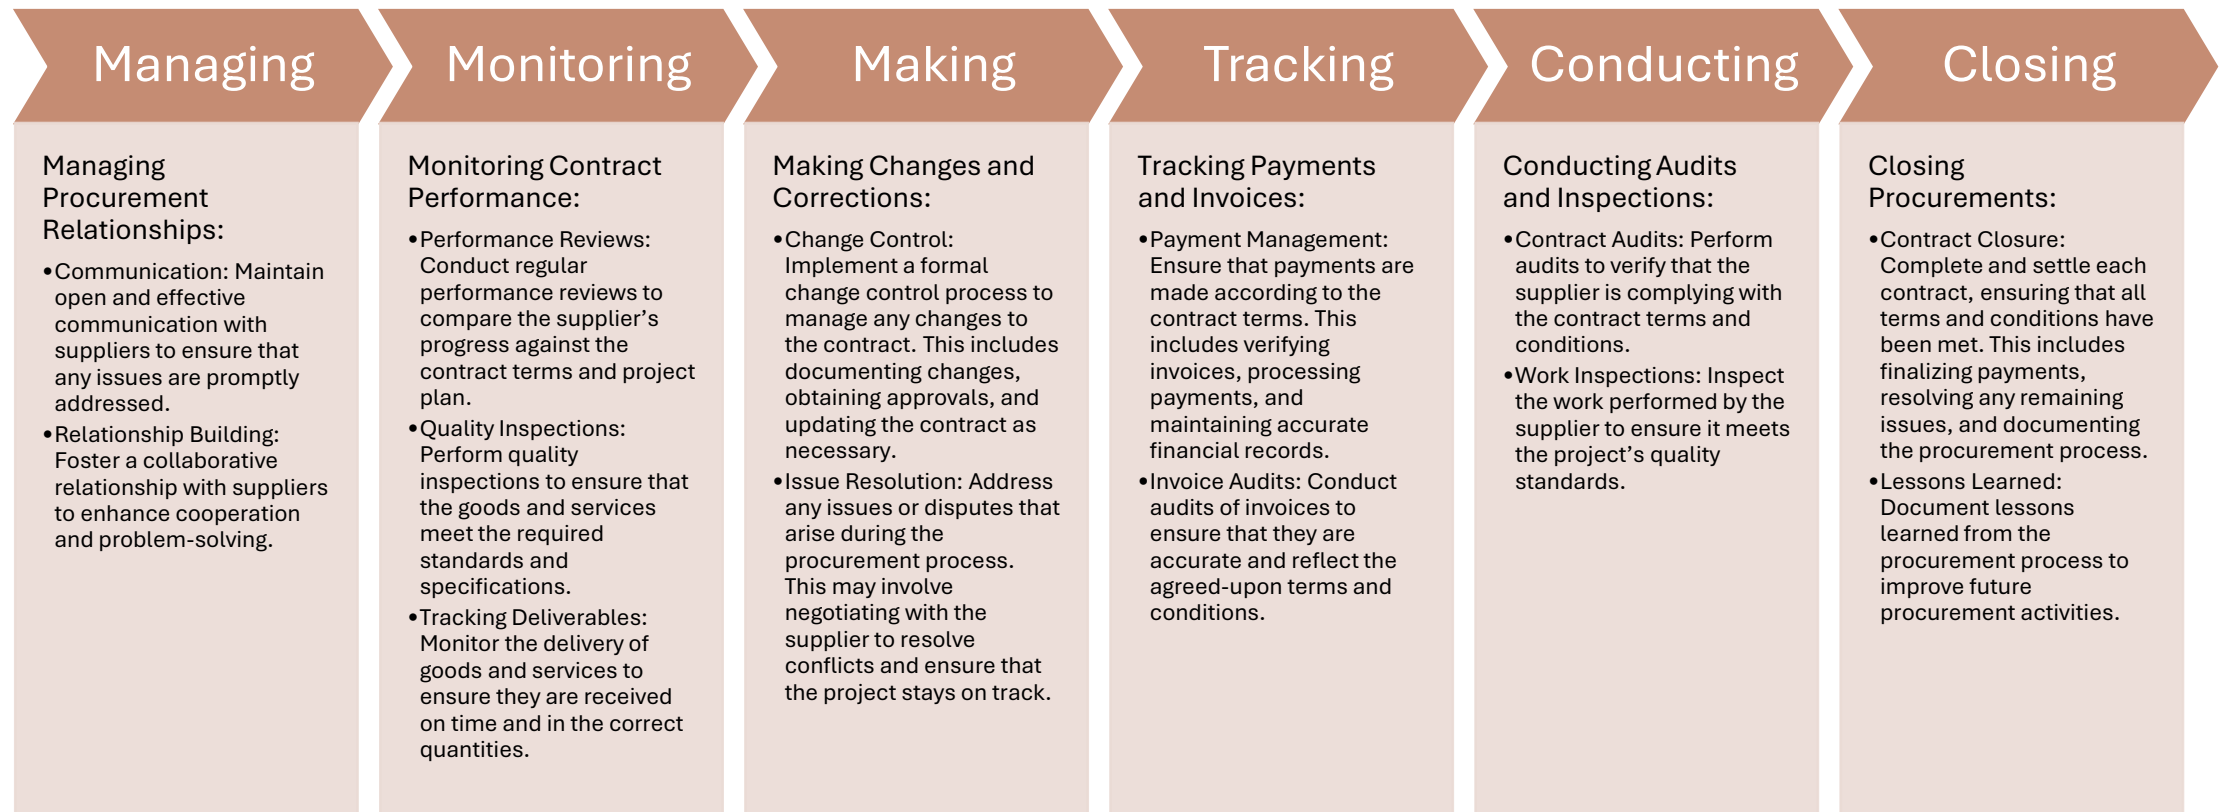 Managing
Managing
Procurement
Relationships:
•Communication: Maintain
open and effective
communication with
suppliers to ensure that
any issues are promptly
addressed.
•Relationship Building:
Foster a collaborative
relationship with suppliers
to enhance cooperation
and problem-solving.
Monitoring
Monitoring Contract
Performance:
•Performance Reviews:
Conduct regular
performance reviews to
compare the supplier’s
progress against the
contract terms and project
plan.
•Quality Inspections:
Perform quality
inspections to ensure that
the goods and services
meet the required
standards and
specifications.
•Tracking Deliverables:
Monitor the delivery of
goods and services to
ensure they are received
on time and in the correct
quantities.
Making
Making Changes and
Corrections:
•Change Control:
Implement a formal
change control process to
manage any changes to
the contract. This includes
documenting changes,
obtaining approvals, and
updating the contract as
necessary.
•Issue Resolution: Address
any issues or disputes that
arise during the
procurement process.
This may involve
negotiating with the
supplier to resolve
conflicts and ensure that
the project stays on track.
Tracking
Tracking Payments
and Invoices:
•Payment Management:
Ensure that payments are
made according to the
contract terms. This
includes verifying
invoices, processing
payments, and
maintaining accurate
financial records.
•Invoice Audits: Conduct
audits of invoices to
ensure that they are
accurate and reflect the
agreed-upon terms and
conditions.
Conducting
Conducting Audits
and Inspections:
•Contract Audits: Perform
audits to verify that the
supplier is complying with
the contract terms and
conditions.
•Work Inspections: Inspect
the work performed by the
supplier to ensure it meets
the project’s quality
standards.
Closing
Closing
Procurements:
•Contract Closure:
Complete and settle each
contract, ensuring that all
terms and conditions have
been met. This includes
finalizing payments,
resolving any remaining
issues, and documenting
the procurement process.
•Lessons Learned:
Document lessons
learned from the
procurement process to
improve future
procurement activities.